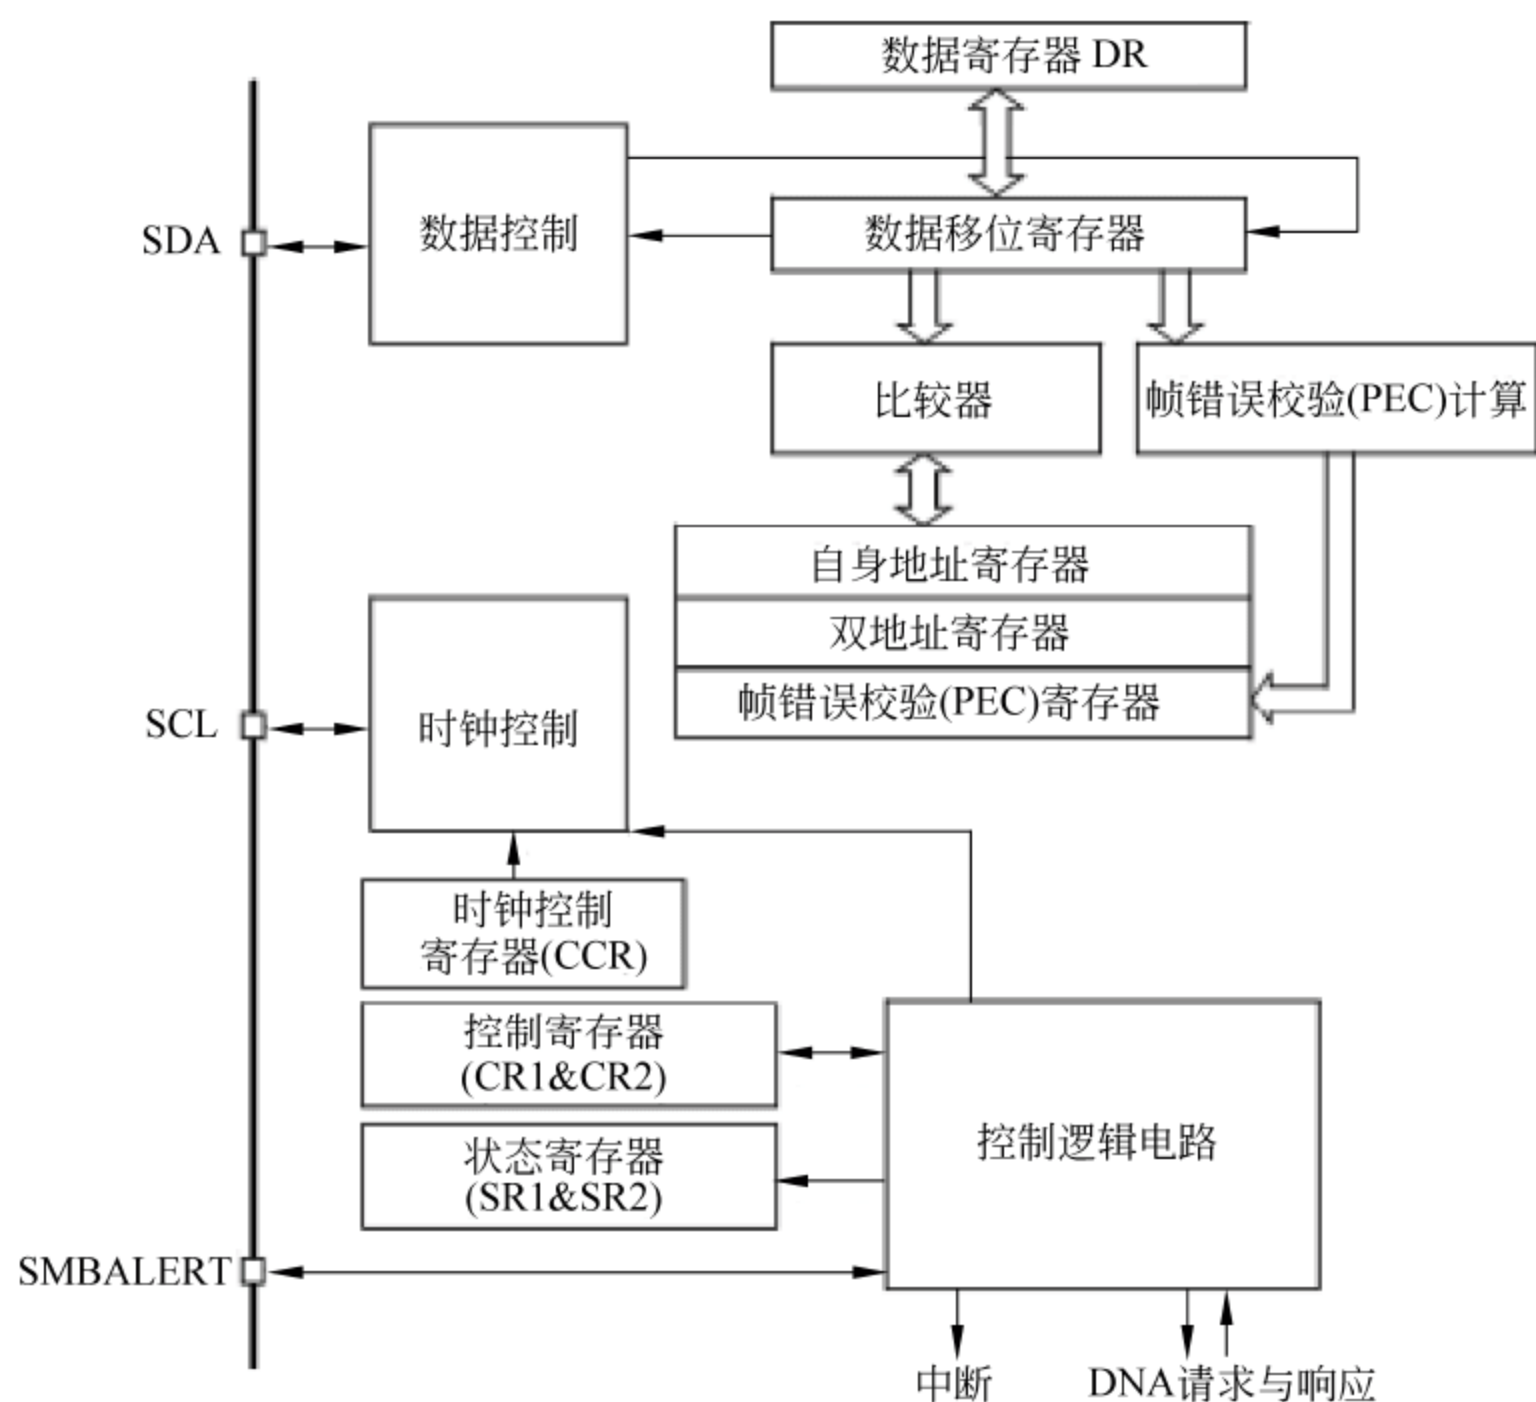 数据寄存器 DR
SDA
数据控制
数据移位寄存器
比较器
帧错误校验(PEC)计算
自身地址寄存器
双地址寄存器
帧错误校验(PEC)寄存器
SCL
时钟控制
时钟控制
寄存器(CCR)
控制寄存器
(CR1&CR2)
状态寄存器
(SR1&SR2)
控制逻辑电路
SMBALERT
中断
DNA请求与响应